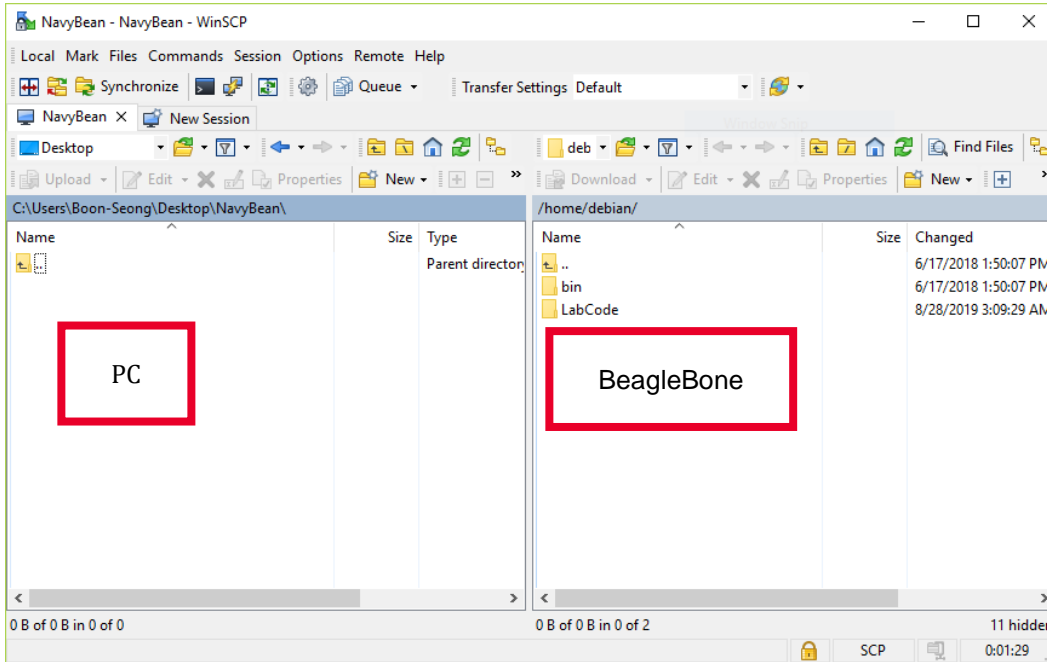 NavyBean - NavyBean - WinSCP
Local Mark Files Commands Session Options Remote Help
Synchronize Queue Transfer Settings Default
NavyBean New Session
Desktop deb Find Files
Upload Edit Properties New » Download Edit Properties New
C:\Users\Boon-Seong\Desktop\NavyBean\ /home/debian/
Name Size Type Name Size Changed
.. Parent directory .. 6/17/2018 1:50:07 PM
bin 6/17/2018 1:50:07 PM
LabCode 8/28/2019 3:09:29 AM
PC BeagleBone
0 B of 0 B in 0 of 0 0 B of 0 B in 0 of 2 11 hidden
SCP 0:01:29